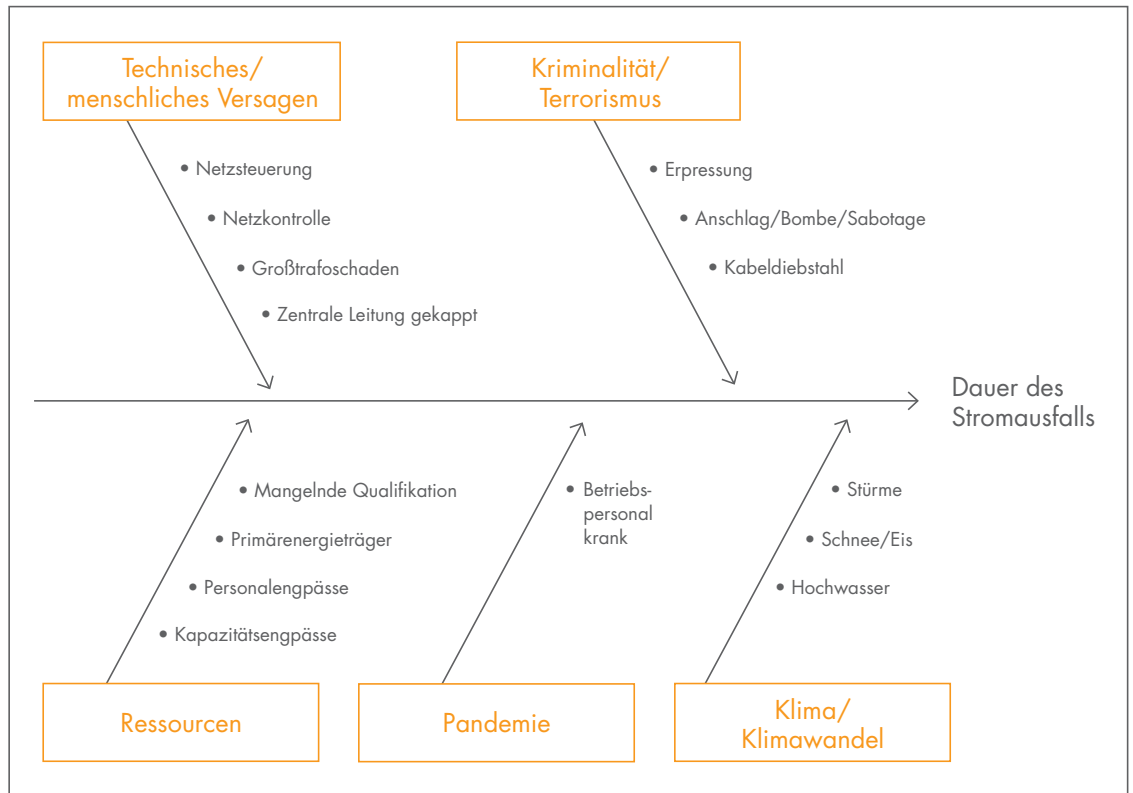 Technisches/
menschliches Versagen
Kriminalität/
Terrorismus
• Netzsteuerung
• Netzkontrolle
• Großtrafoschaden
• Zentrale Leitung gekappt
• Erpressung
• Anschlag/Bombe/Sabotage
• Kabeldiebstahl
Dauer des
Stromausfalls
• Mangelnde Qualifikation
• Primärenergieträger
• Personalengpässe
• Kapazitätsengpässe
• Betriebs-
personal
krank
• Stürme
• Schnee/Eis
• Hochwasser
Ressourcen
Pandemie
Klima/
Klimawandel